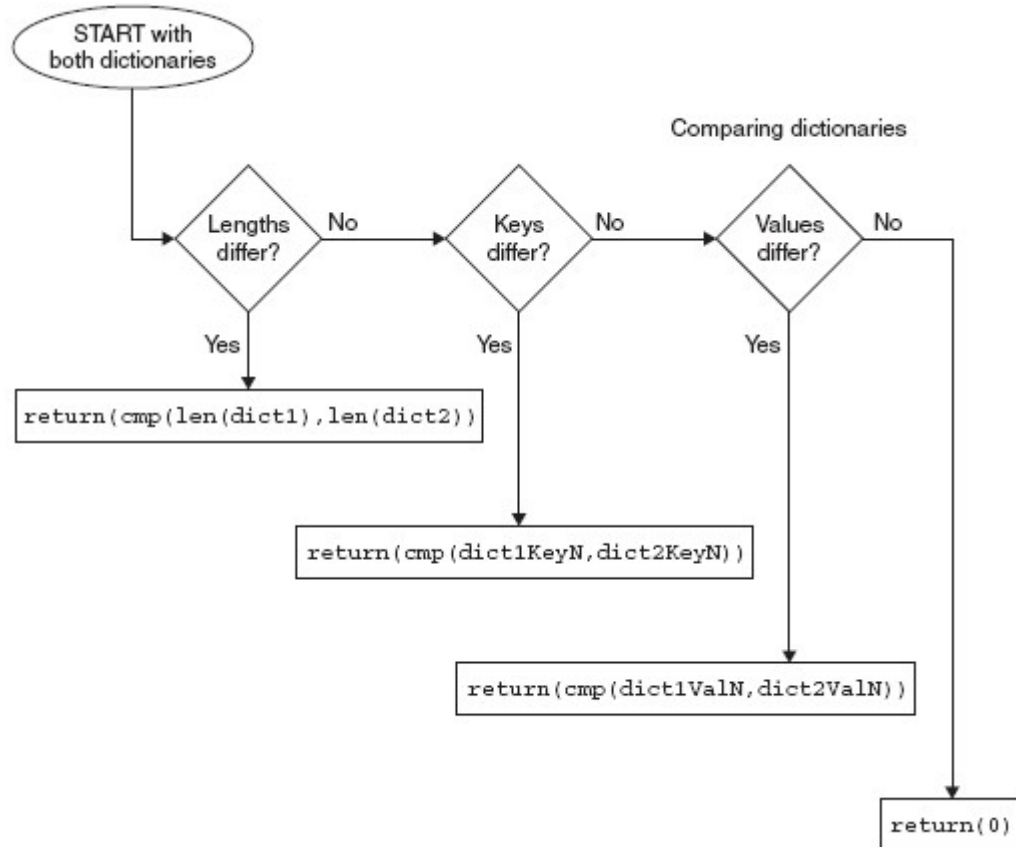 START with
both dictionaries
Comparing dictionaries
Lengths
differ?
No
Keys
differ?
No
Values
differ?
No
Yes
Yes
Yes
return(cmp(len(dict1),len(dict2))
return(cmp(dict1KeyN,dict2KeyN))
return(cmp(dict1ValN,dict2ValN))
return(0)